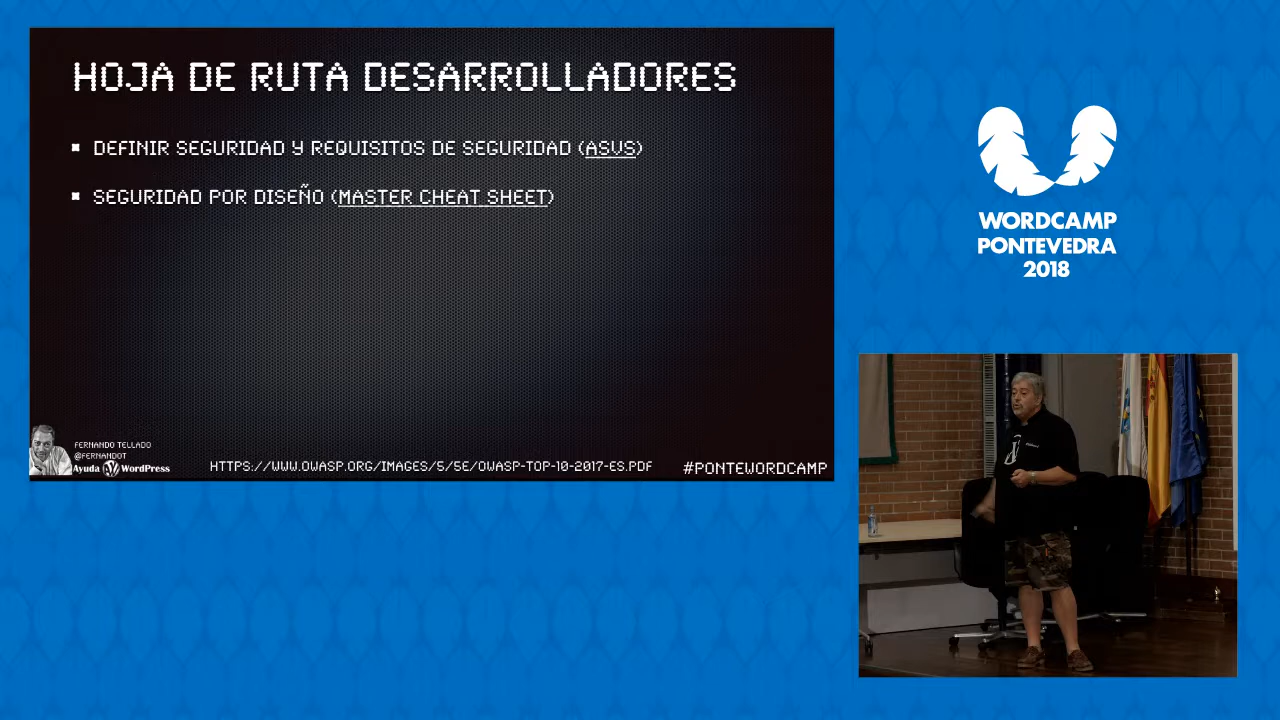 HOJA DE RUTA DESARROLLADORES
DEFINIR SEGURIDAD Y REQUISITOS DE SEGURIDAD (ASVS)
SEGURIDAD POR DISEÑO (MASTER CHEAT SHEET)
FERNANDO TELLADO
@FERNANDOT
Ayuda WordPress
HTTPS://WWW.OWASP.ORG/IMAGES/5/5E/OWASP-TOP-10-2017-ES.PDF
#PONTEWORDCAMP
WORDCAMP
PONTEVEDRA
2018